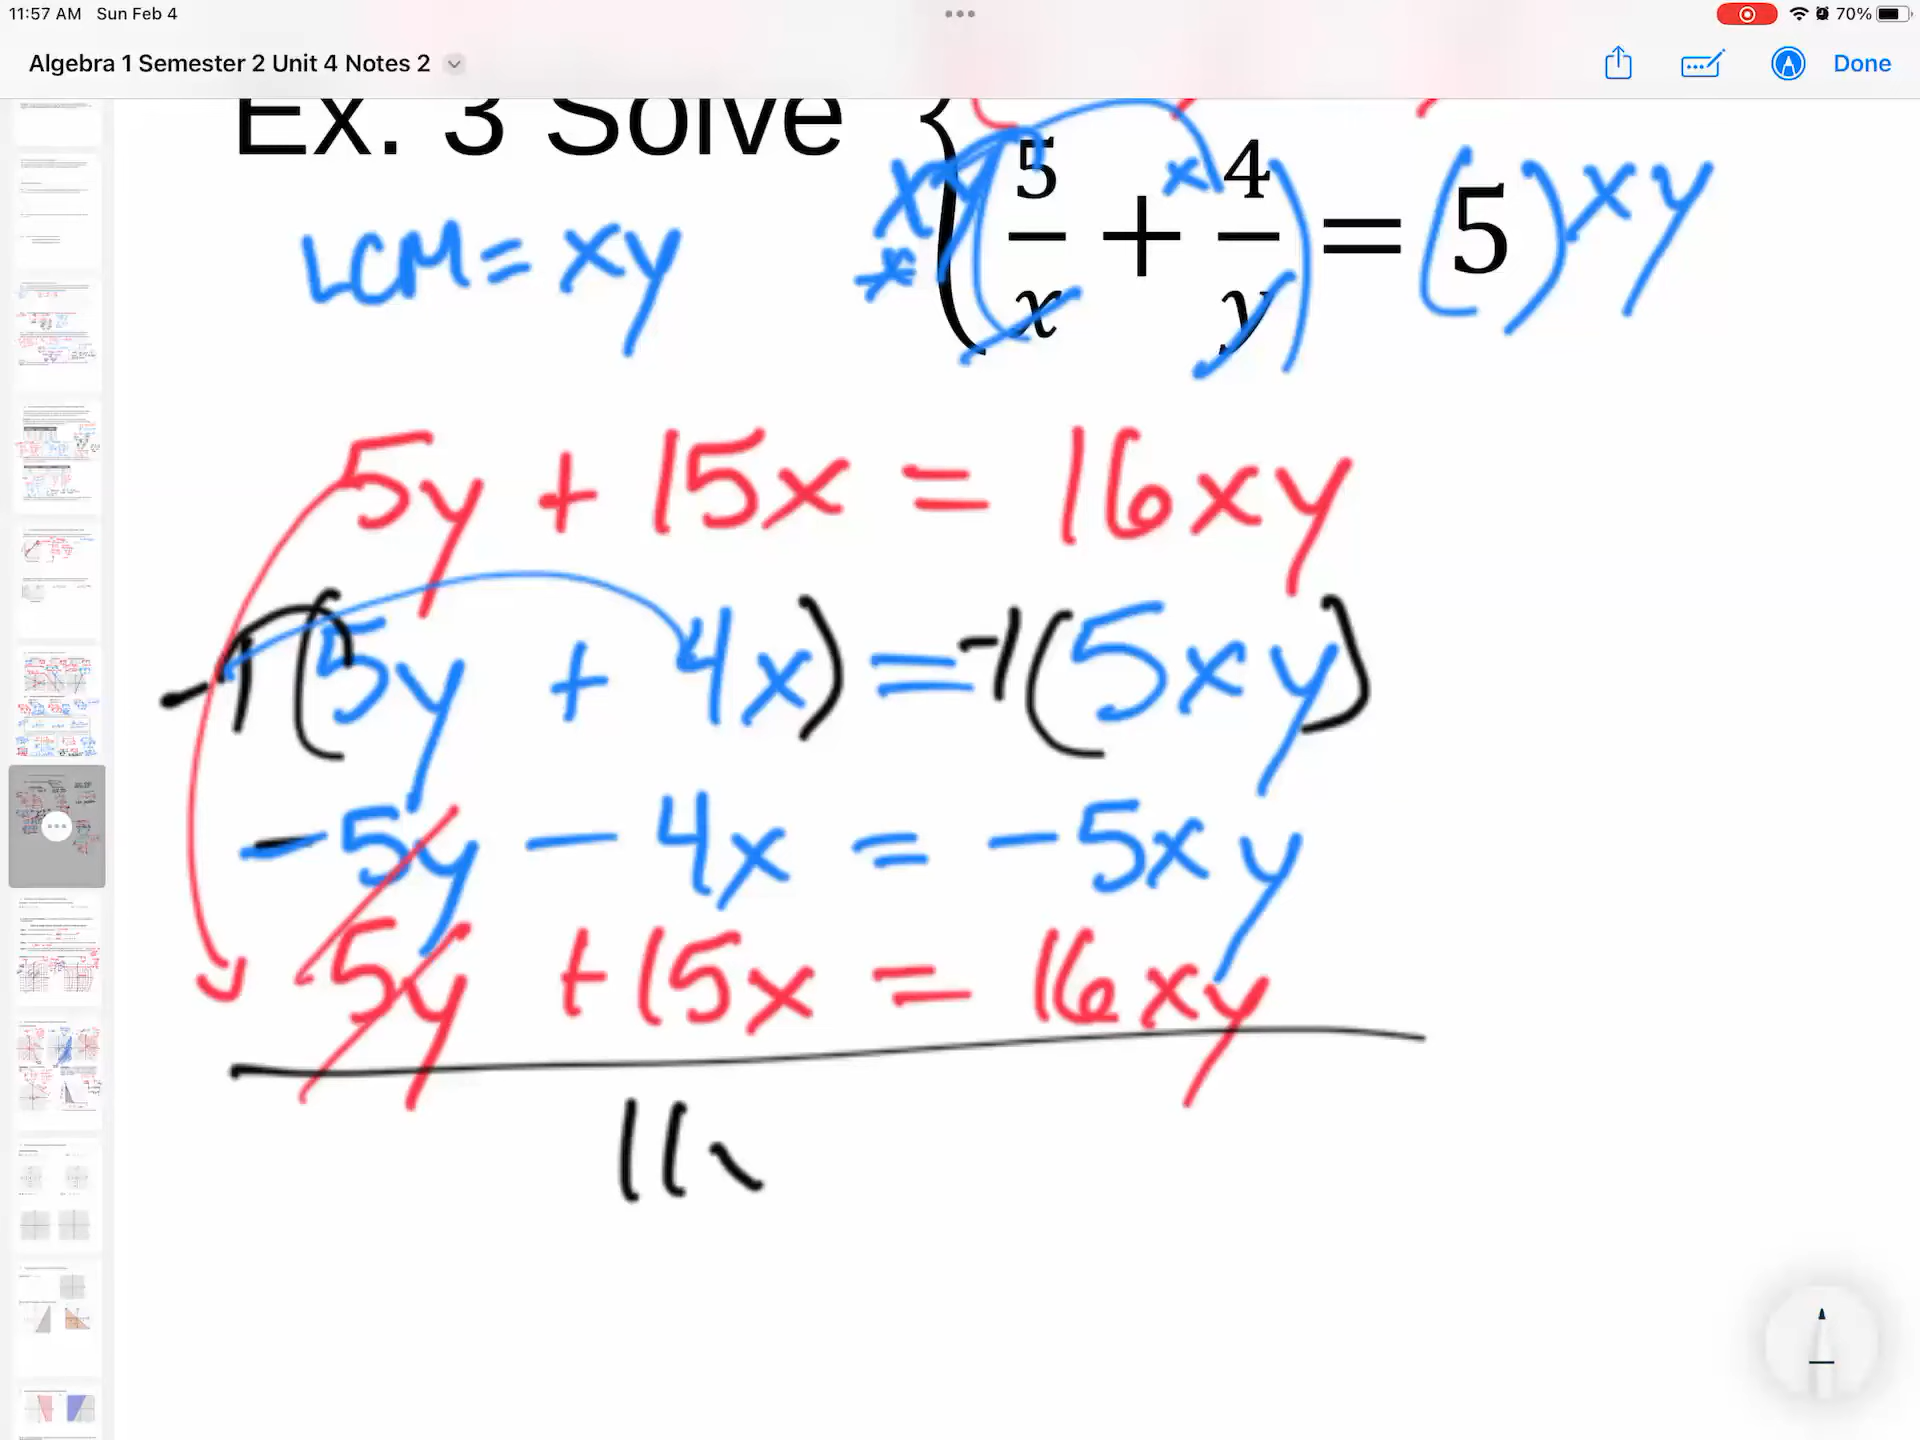 11:57 AM Sun Feb 4
70%
Algebra 1 Semester 2 Unit 4 Notes 2
Done
Ex. 3 Solve
xy (5/x + 4/y) = (5) xy
x
LCM = xy
5y + 15x = 16xy
-1(5y + 4x) = -1(5xy)
-5y - 4x = -5xy
5y + 15x = 16xy
11